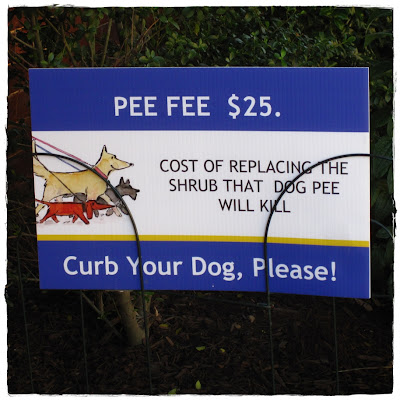 PEE FEE $25.
COST OF REPLACING THE
SHRUB THAT DOG PEE
WILL KILL
Curb Your Dog, Please!